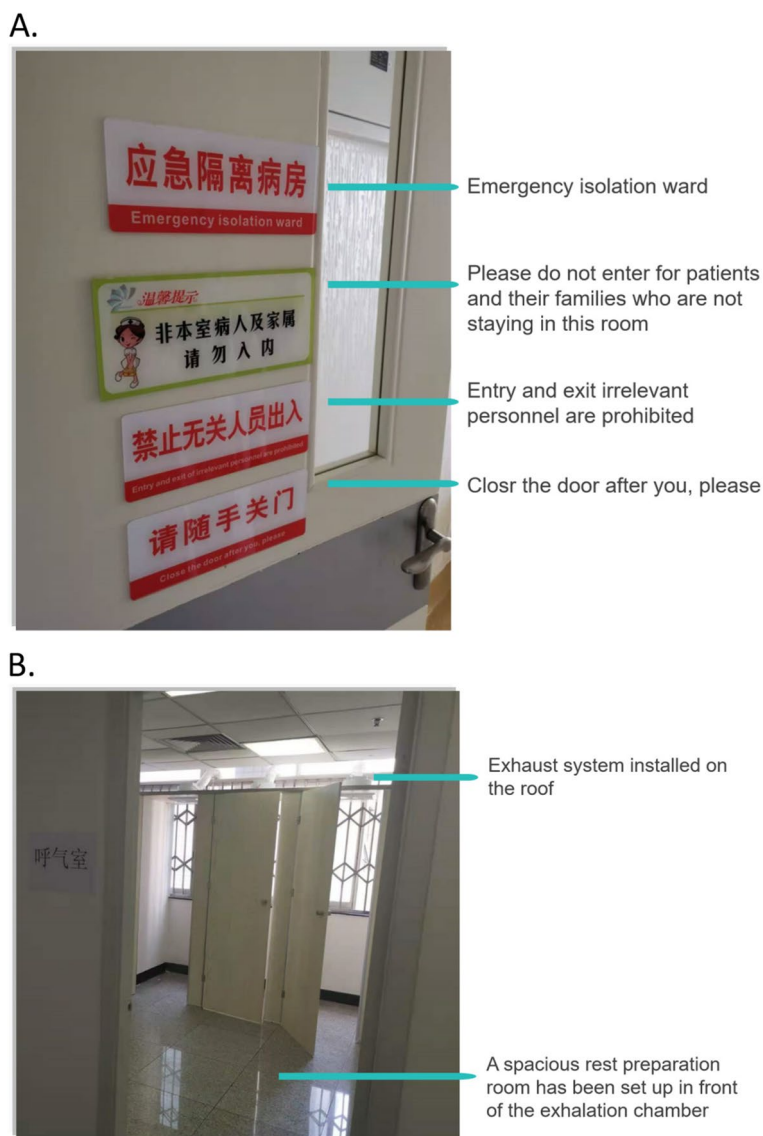 A.
应急隔离病房
Emergency isolation ward
Emergency isolation ward
温馨提示
非本室病人及家属
请勿入内
Please do not enter for patients
and their families who are not
staying in this room
禁止无关人员出入
Entry and exit of irrelevant personnel are prohibited
Entry and exit irrelevant
personnel are prohibited
请随手关门
Close the door after you, please
Closr the door after you, please
B.
Exhaust system installed on
the roof
呼气室
A spacious rest preparation
room has been set up in front
of the exhalation chamber